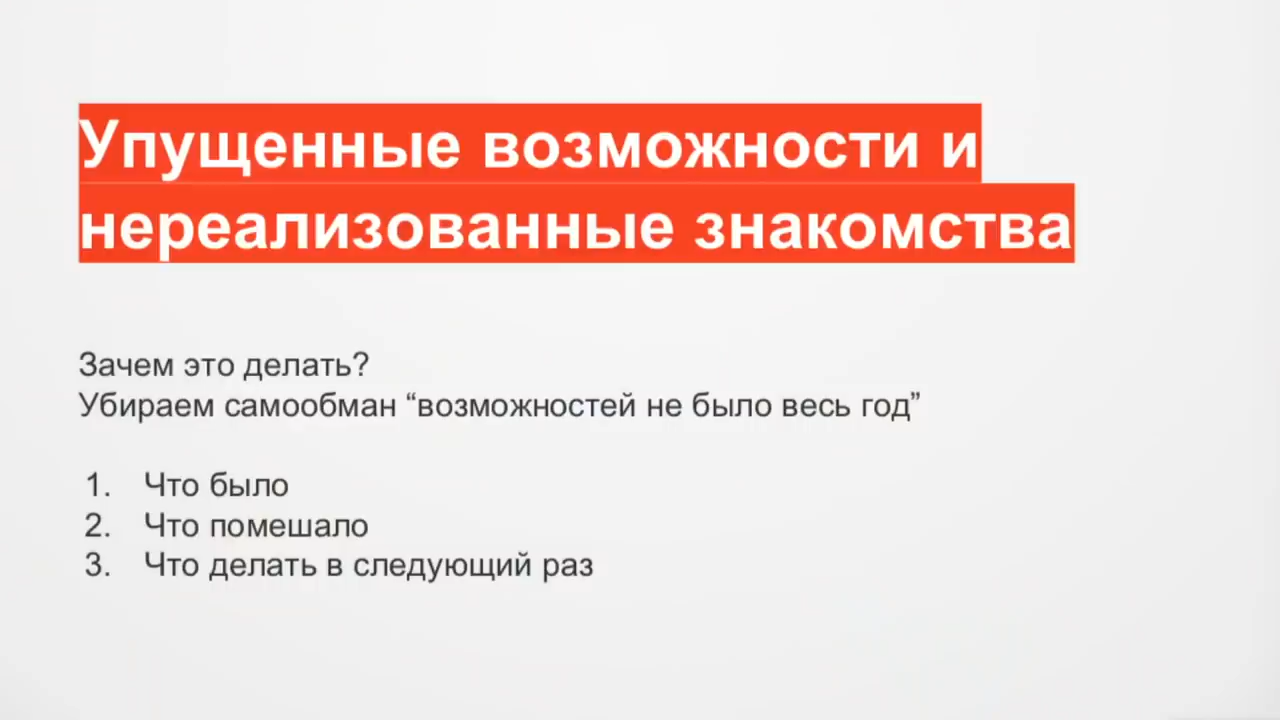 Упущенные возможности и
нереализованные знакомства
Зачем это делать?
Убираем самообман “возможностей не было весь год”
1. Что было
2. Что помешало
3. Что делать в следующий раз